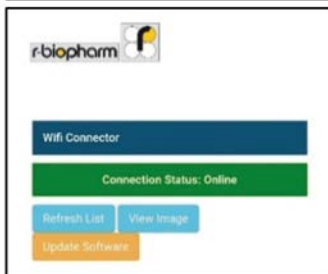 r-biopharm
Wifi Connector
Connection Status: Online
Refresh List View Image
Update Software